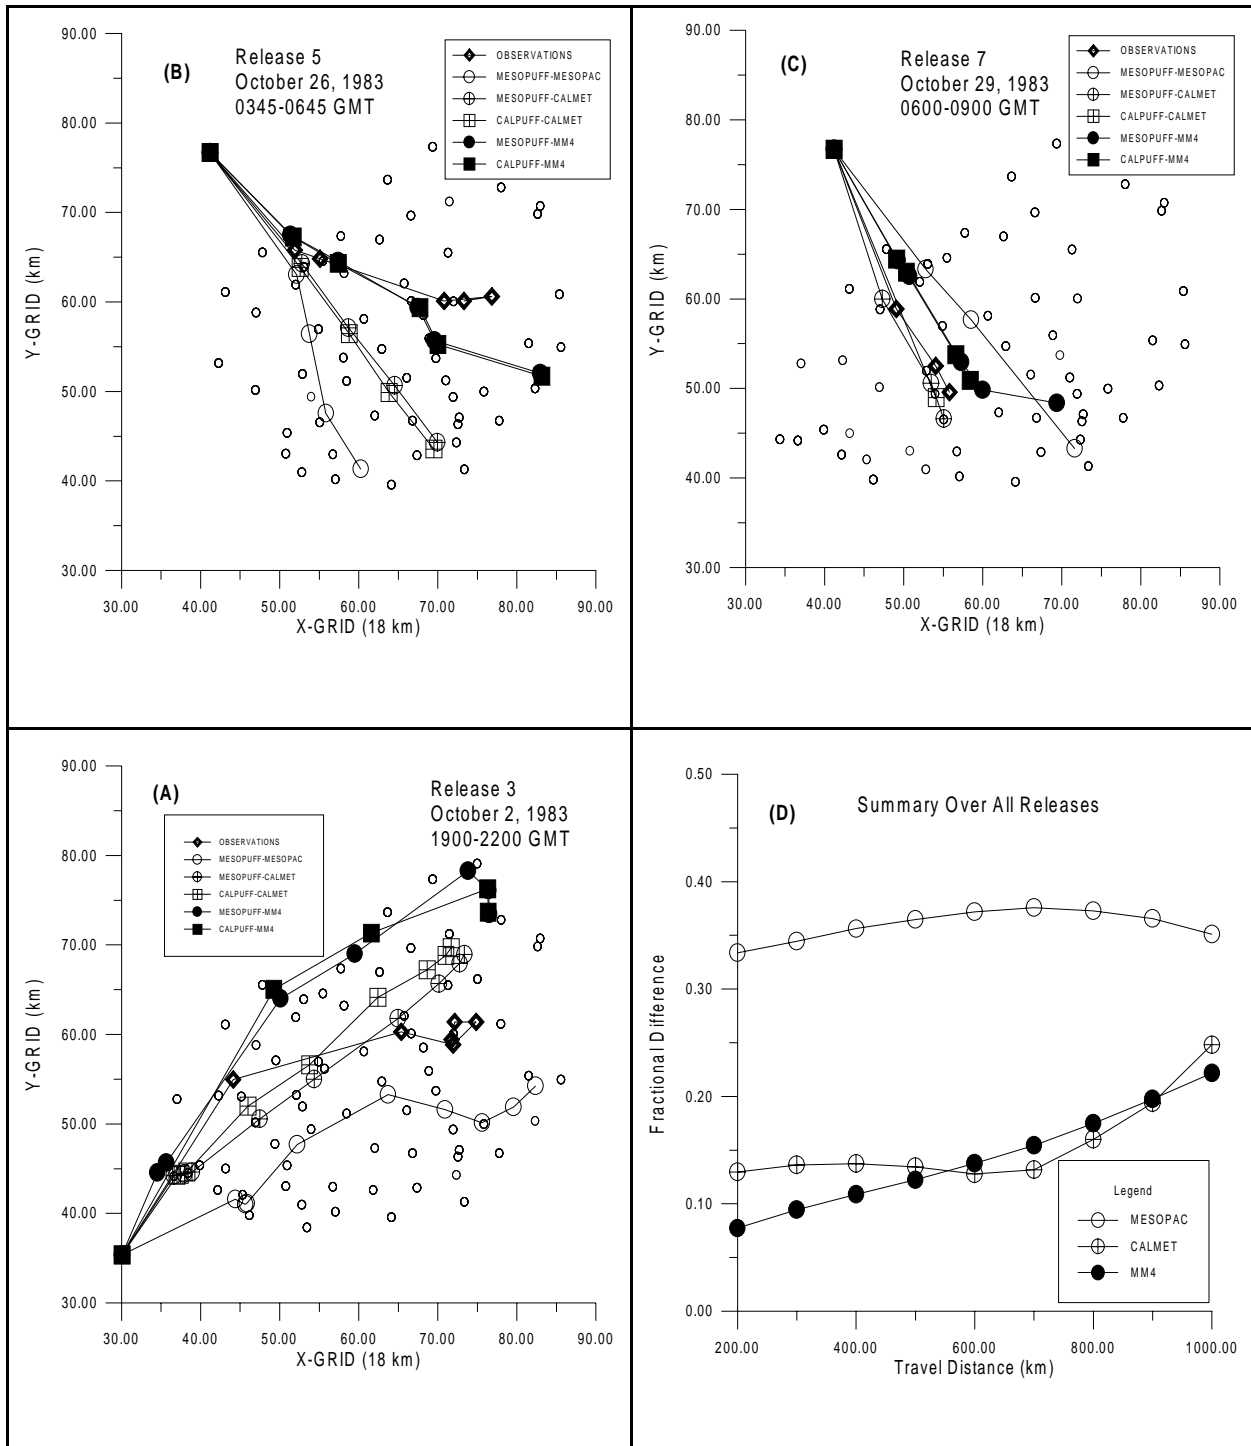 (B)
Release 5
October 26, 1983
0345-0645 GMT
OBSERVATIONS
MESOPUFF-MESOPAC
MESOPUFF-CALMET
CALPUFF-CALMET
MESOPUFF-MM4
CALPUFF-MM4
90.00
80.00
70.00
60.00
50.00
40.00
30.00
Y-GRID (km)
30.00 40.00 50.00 60.00 70.00 80.00 90.00
X-GRID (18 km)
(C)
Release 7
October 29, 1983
0600-0900 GMT
OBSERVATIONS
MESOPUFF-MESOPAC
MESOPUFF-CALMET
CALPUFF-CALMET
MESOPUFF-MM4
CALPUFF-MM4
90.00
80.00
70.00
60.00
50.00
40.00
30.00
Y-GRID (km)
30.00 40.00 50.00 60.00 70.00 80.00 90.00
X-GRID (18 km)
(A)
Release 3
October 2, 1983
1900-2200 GMT
OBSERVATIONS
MESOPUFF-MESOPAC
MESOPUFF-CALMET
CALPUFF-CALMET
MESOPUFF-MM4
CALPUFF-MM4
90.00
80.00
70.00
60.00
50.00
40.00
30.00
Y-GRID (km)
30.00 40.00 50.00 60.00 70.00 80.00 90.00
X-GRID (18 km)
(D)
Summary Over All Releases
0.50
0.40
0.30
0.20
0.10
0.00
Fractional Difference
Legend
MESOPAC
CALMET
MM4
200.00 400.00 600.00 800.00 1000.00
Travel Distance (km)